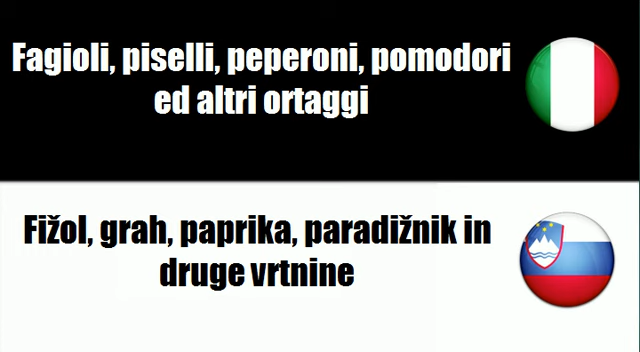 Fagioli, piselli, peperoni, pomodori
ed altri ortaggi
Fižol, grah, paprika, paradižnik in
druge vrtnine